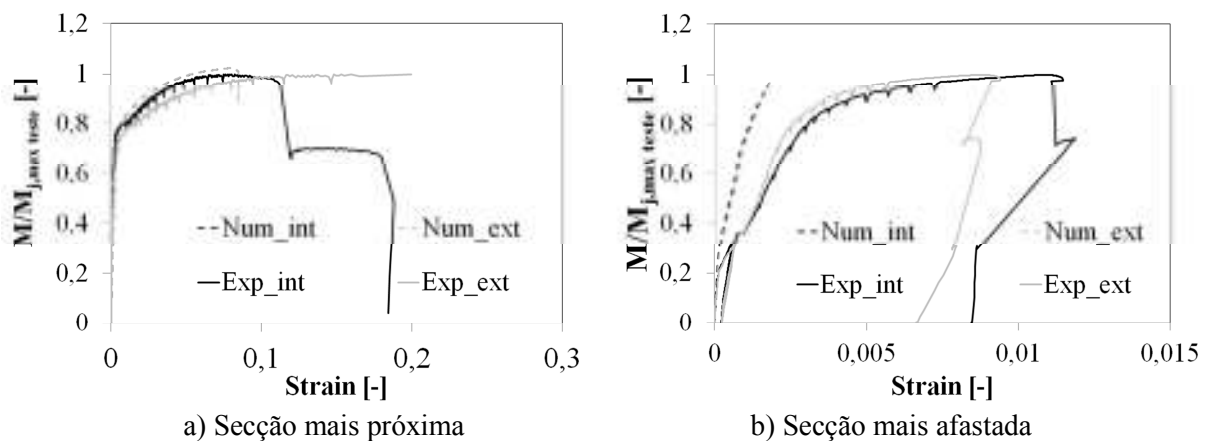 1,2
1
0,8
0,6
0,4
0,2
0
M/M_{j,max teste} [-]
Num_int
Num_ext
Exp_int
Exp_ext
0
0,1
0,2
0,3
Strain [-]
a) Secção mais próxima
1,2
1
0,8
0,6
0,4
0,2
0
M/M_{j,max teste} [-]
Num_int
Num_ext
Exp_int
Exp_ext
0
0,005
0,01
0,015
Strain [-]
b) Secção mais afastada